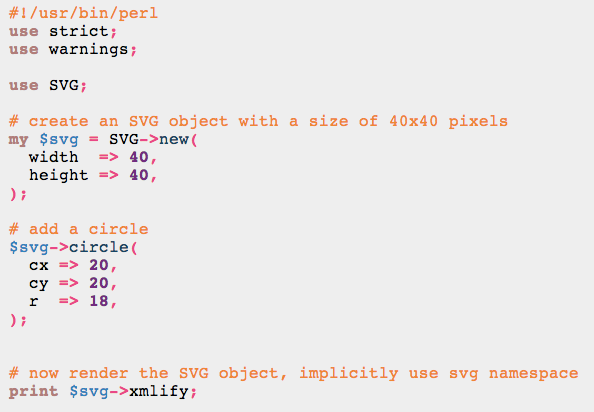 #!/usr/bin/perl
use strict;
use warnings;

use SVG;

# create an SVG object with a size of 40x40 pixels
my $svg = SVG->new(
  width  => 40,
  height => 40,
);

# add a circle
$svg->circle(
  cx => 20,
  cy => 20,
  r  => 18,
);


# now render the SVG object, implicitly use svg namespace
print $svg->xmlify;